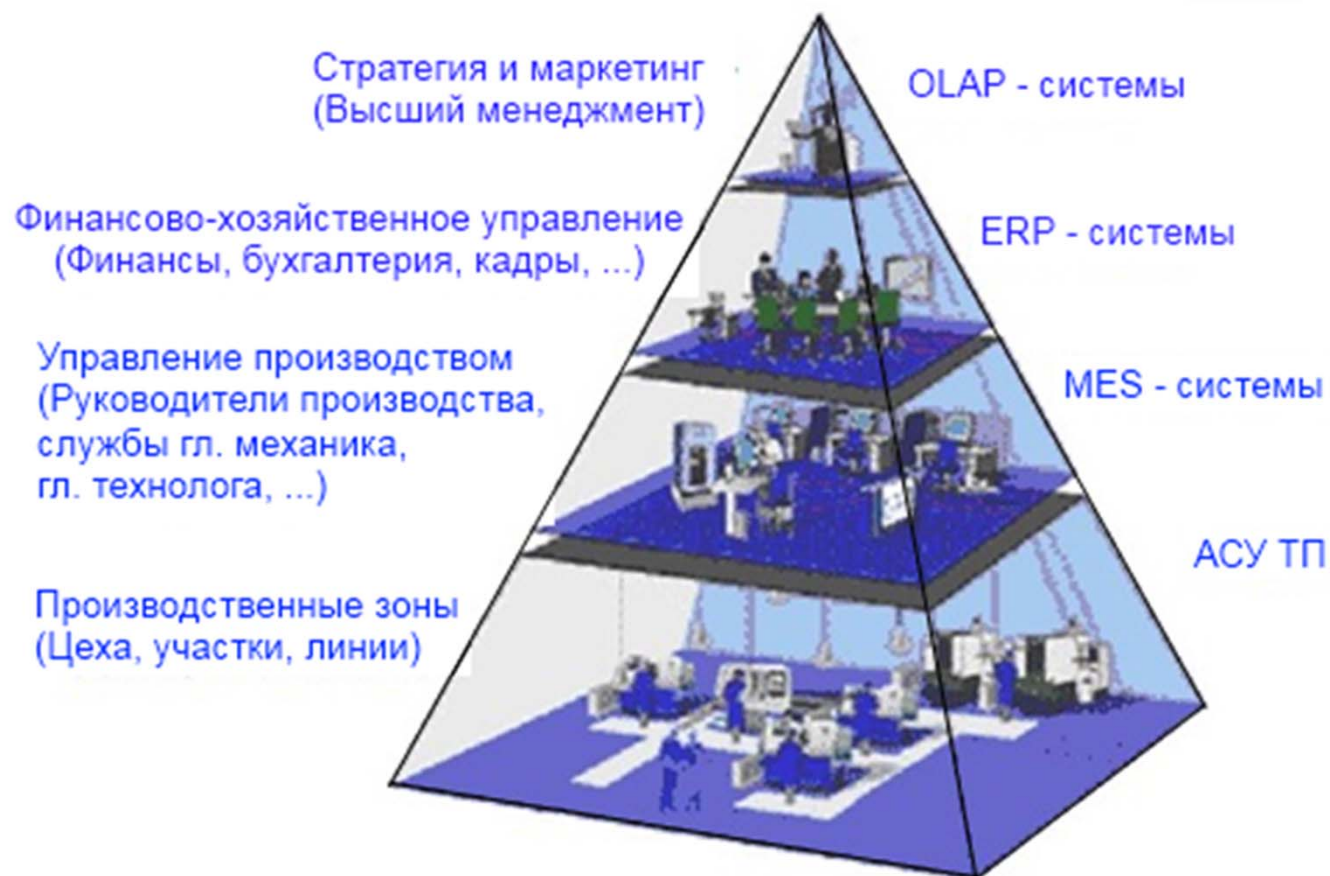 Стратегия и маркетинг
(Высший менеджмент)
OLAP - системы
Финансово-хозяйственное управление
(Финансы, бухгалтерия, кадры, ...)
ERP - системы
Управление производством
(Руководители производства,
службы гл. механика,
гл. технолога, ...)
MES - системы
АСУ ТП
Производственные зоны
(Цеха, участки, линии)